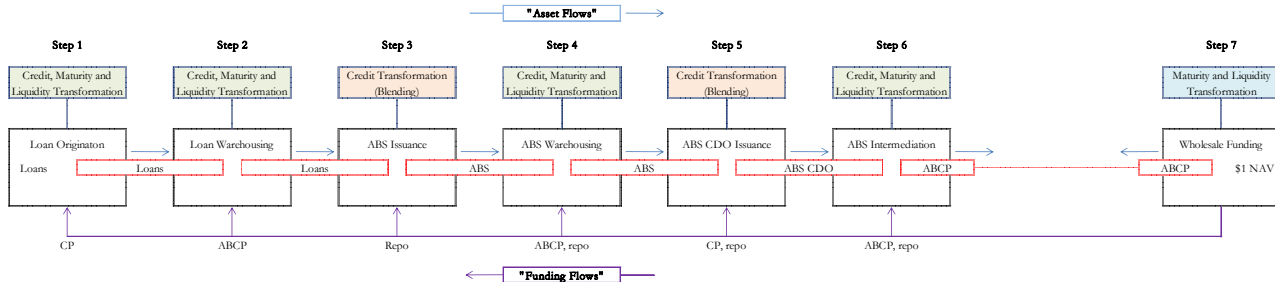 "Asset Flows"
Step 1 Step 2 Step 3 Step 4 Step 5 Step 6 Step 7
Credit, Maturity and
Liquidity Transformation
Credit, Maturity and
Liquidity Transformation
Credit Transformation
(Blending)
Credit, Maturity and
Liquidity Transformation
Credit Transformation
(Blending)
Credit, Maturity and
Liquidity Transformation
Maturity and Liquidity
Transformation
Loan Originaton
Loan Warehousing
ABS Issuance
ABS Warehousing
ABS CDO Issuance
ABS Intermediation
Wholesale Funding
Loans
Loans
Loans
ABS
ABS
ABS CDO
ABCP
ABCP
$1 NAV
CP
ABCP
Repo
ABCP, repo
CP, repo
ABCP, repo
"Funding Flows"